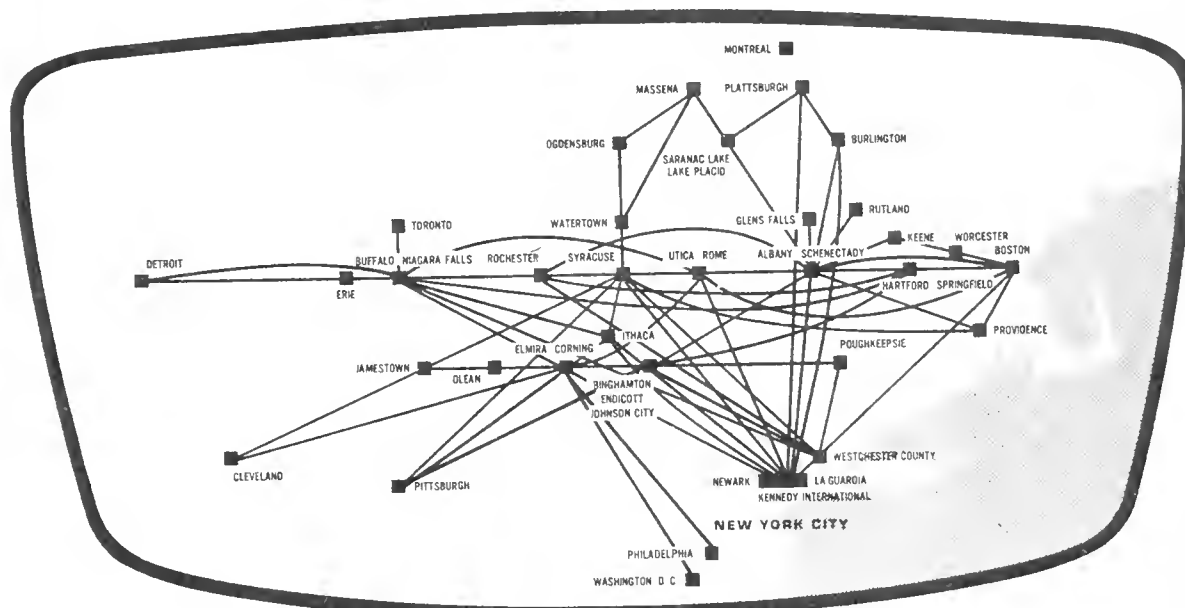 MONTREAL
MASSENA
PLATTSBURGH
OGDENSBURG
SARANAC LAKE
LAKE PLACID
BURLINGTON
TORONTO
WATERTOWN
GLENS FALLS
RUTLAND
KEENE
WORCESTER
DETROIT
BUFFALO NIAGARA FALLS
ROCHESTER
SYRACUSE
UTICA ROME
ALBANY SCHENECTADY
BOSTON
ERIE
HARTFORD SPRINGFIELD
ITHACA
PROVIDENCE
ELMIRA CORNING
POUGHKEEPSIE
JAMESTOWN
OLEAN
BINGHAMTON
ENDICOTT
JOHNSON CITY
CLEVELAND
PITTSBURGH
WESTCHESTER COUNTY
NEWARK
LA GUARDIA
KENNEDY INTERNATIONAL
NEW YORK CITY
PHILADELPHIA
WASHINGTON D C